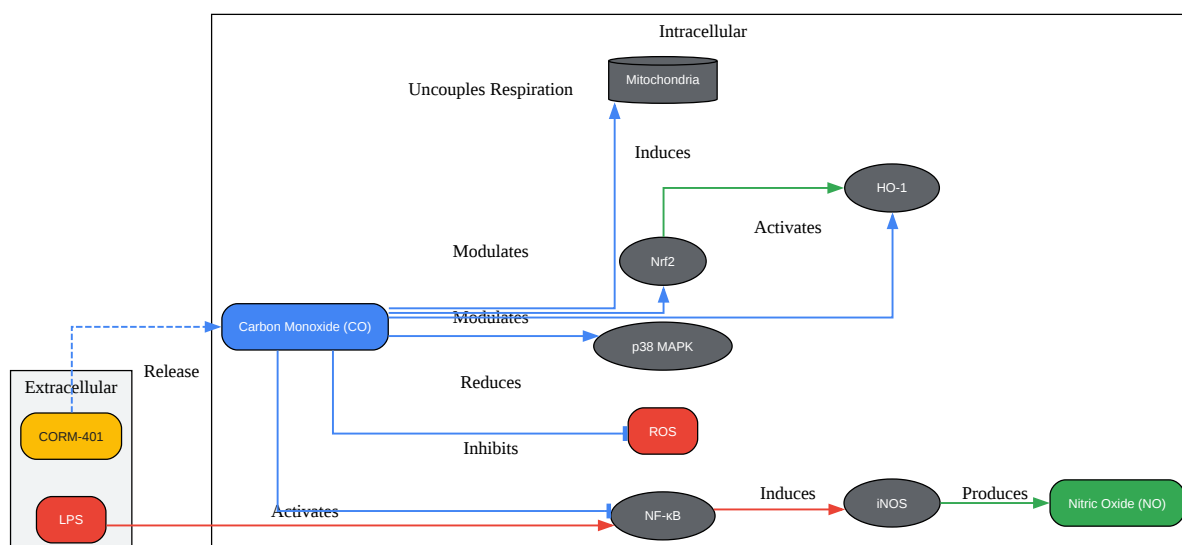 Intracellular
Mitochondria
Uncouples Respiration
Induces
HO-1
Activates
Modulates
Nrf2
Modulates
Carbon Monoxide (CO)
p38 MAPK
Release
Extracellular
Reduces
CORM-401
ROS
Inhibits
LPS
Activates
NF-κB
Induces
iNOS
Produces
Nitric Oxide (NO)